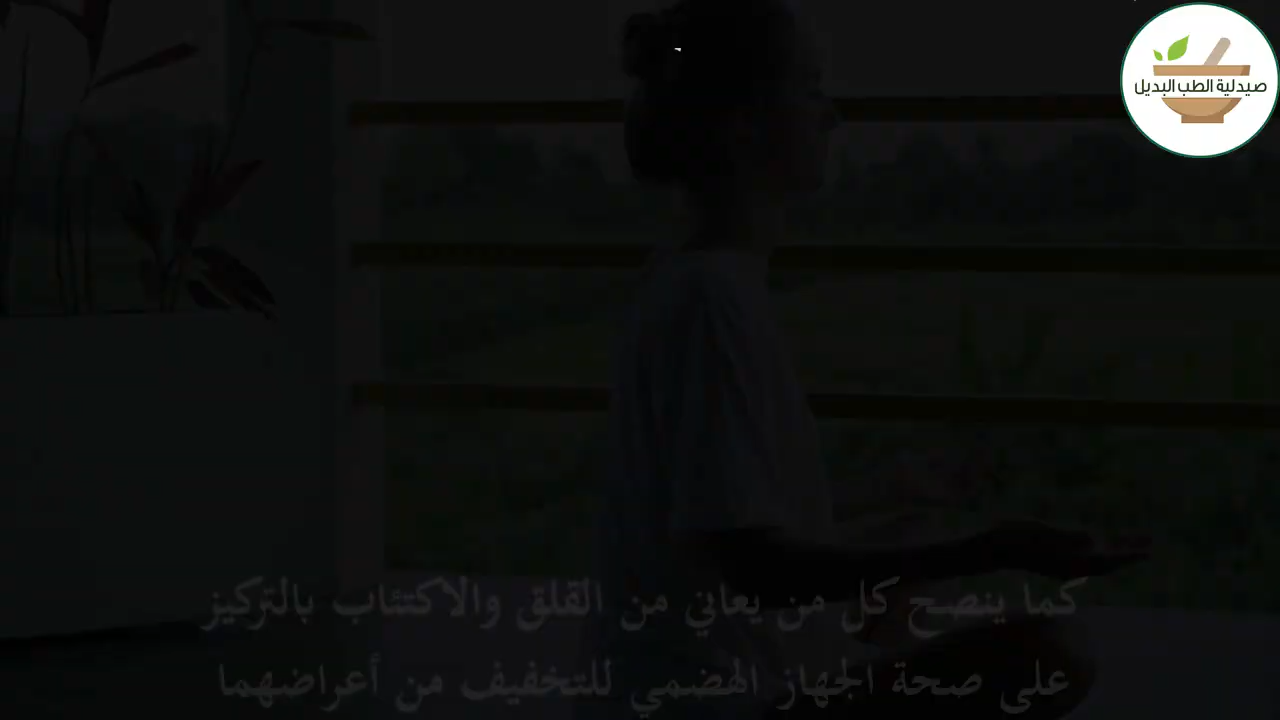 صيدلية الطب البديل
كما ينصح كل من يعاني من القلق والاكتئاب بالتركيز
على صحة الجهاز الهضمي للتخفيف من أعراضهما